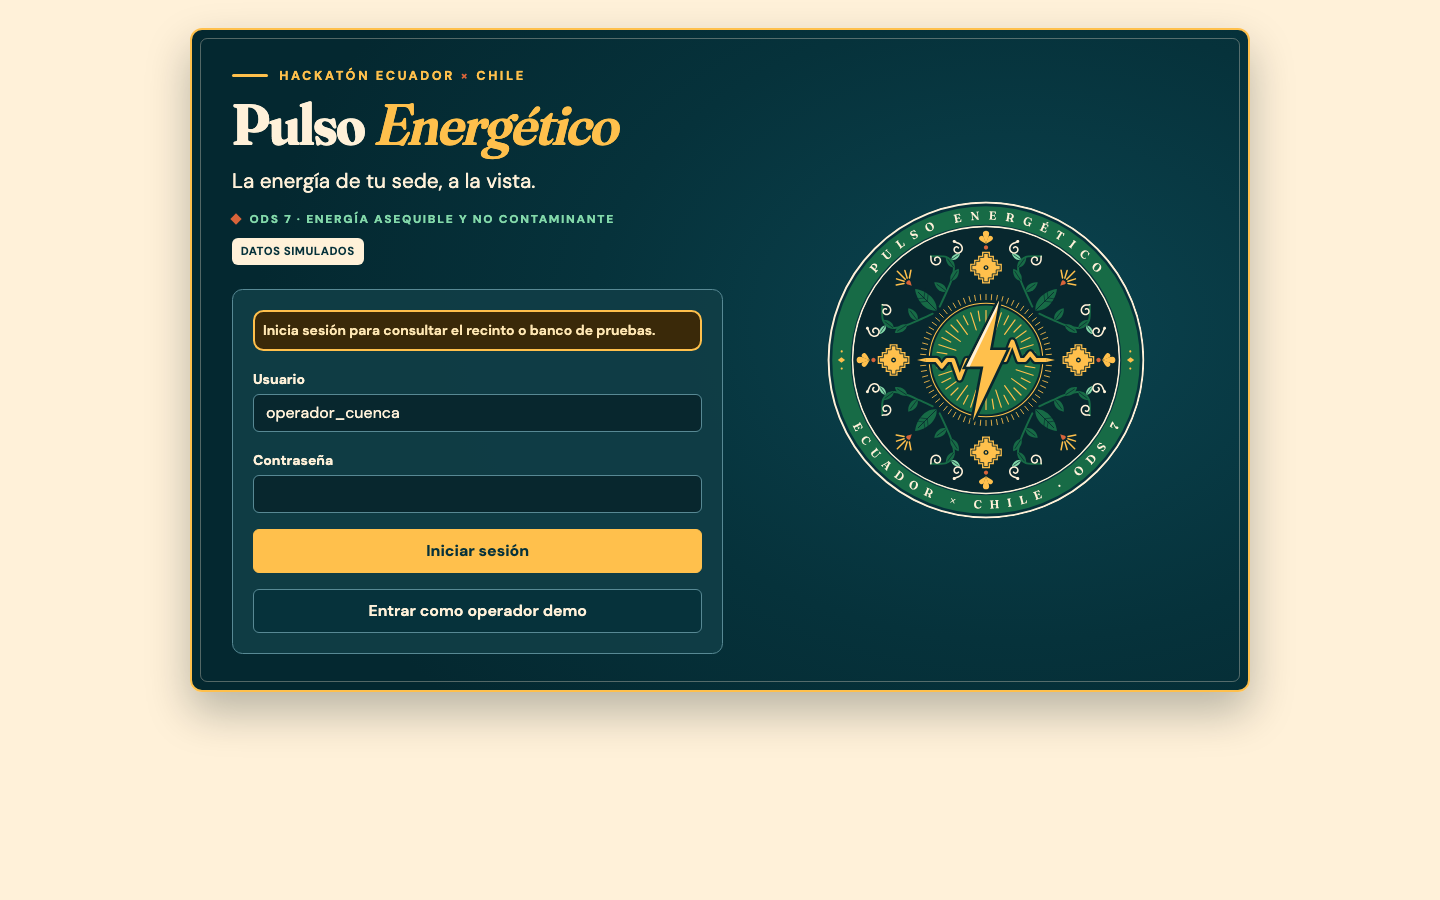 HACKATÓN ECUADOR × CHILE
Pulso Energético
La energía de tu sede, a la vista.
ODS 7 · ENERGÍA ASEQUIBLE Y NO CONTAMINANTE
DATOS SIMULADOS
Inicia sesión para consultar el recinto o banco de pruebas.
Usuario
operador_cuenca
Contraseña
Iniciar sesión
Entrar como operador demo
PULSO ENERGÉTICO
ECUADOR × CHILE · ODS 7